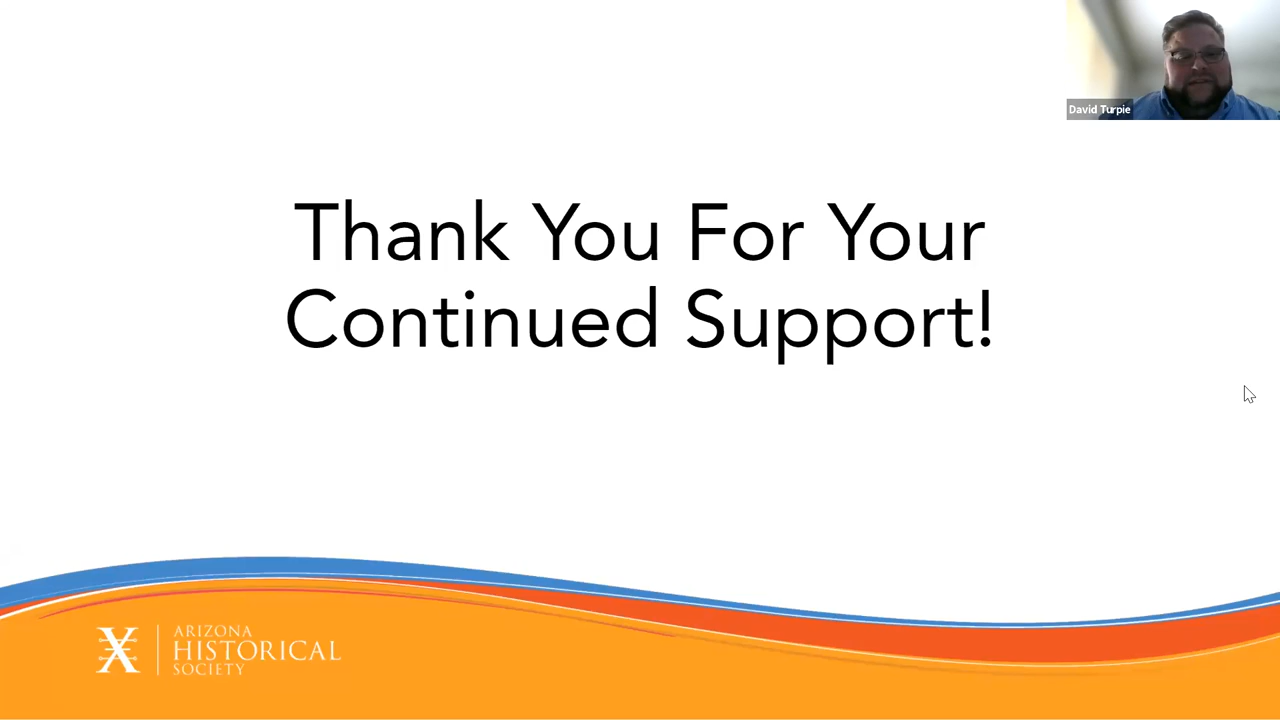 David Turpie
Thank You For Your
Continued Support!
ARIZONA
HISTORICAL
SOCIETY